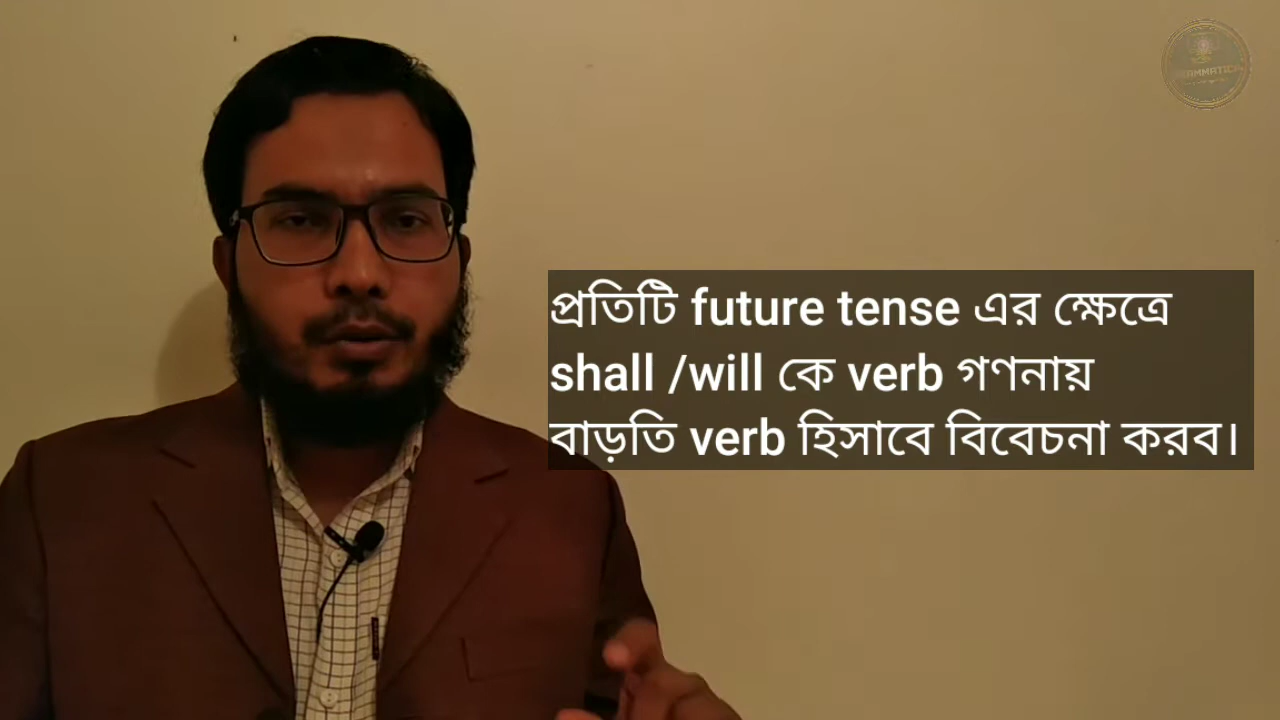 প্রতিটি future tense এর ক্ষেত্রে
shall /will কে verb গণনায়
বাড়তি verb হিসাবে বিবেচনা করব।